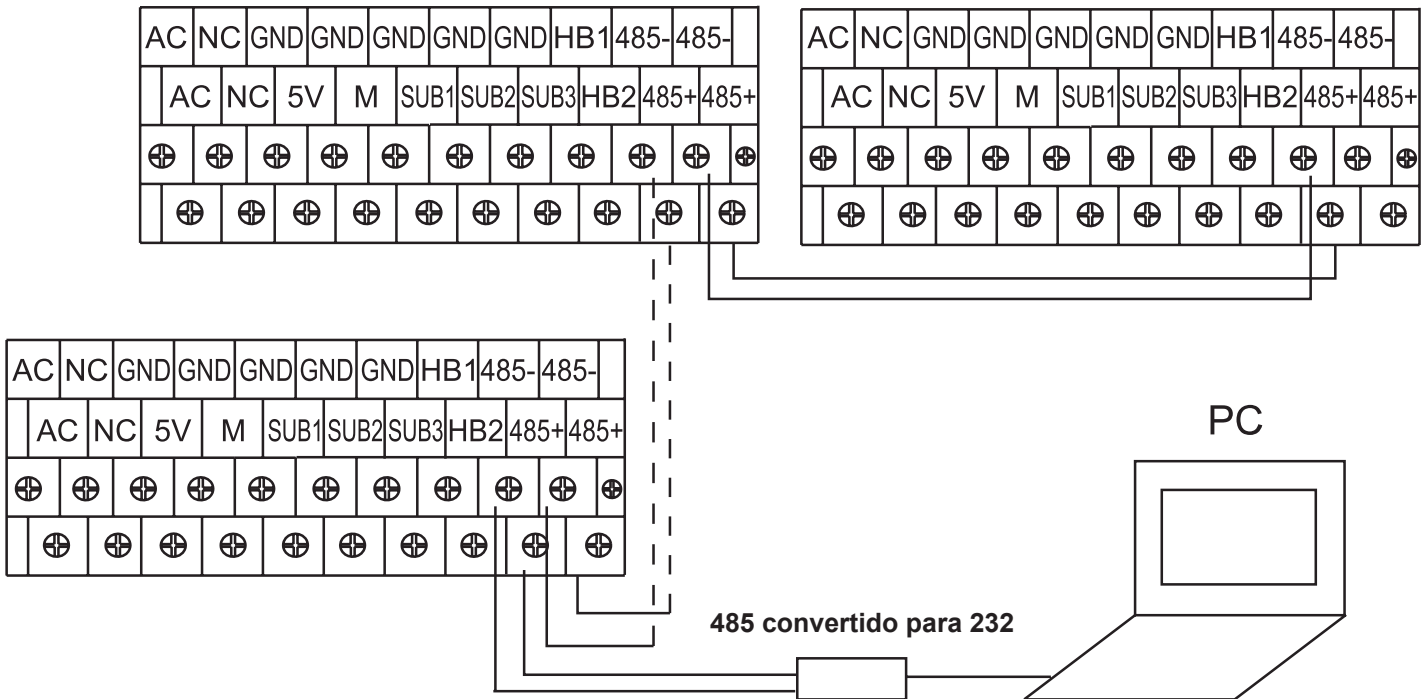 AC NC GND GND GND GND GND HB1 485- 485-
AC NC 5V M SUB1 SUB2 SUB3 HB2 485+ 485+
AC NC GND GND GND GND GND HB1 485- 485-
AC NC 5V M SUB1 SUB2 SUB3 HB2 485+ 485+
AC NC GND GND GND GND GND HB1 485- 485-
AC NC 5V M SUB1 SUB2 SUB3 HB2 485+ 485+
PC
485 convertido para 232